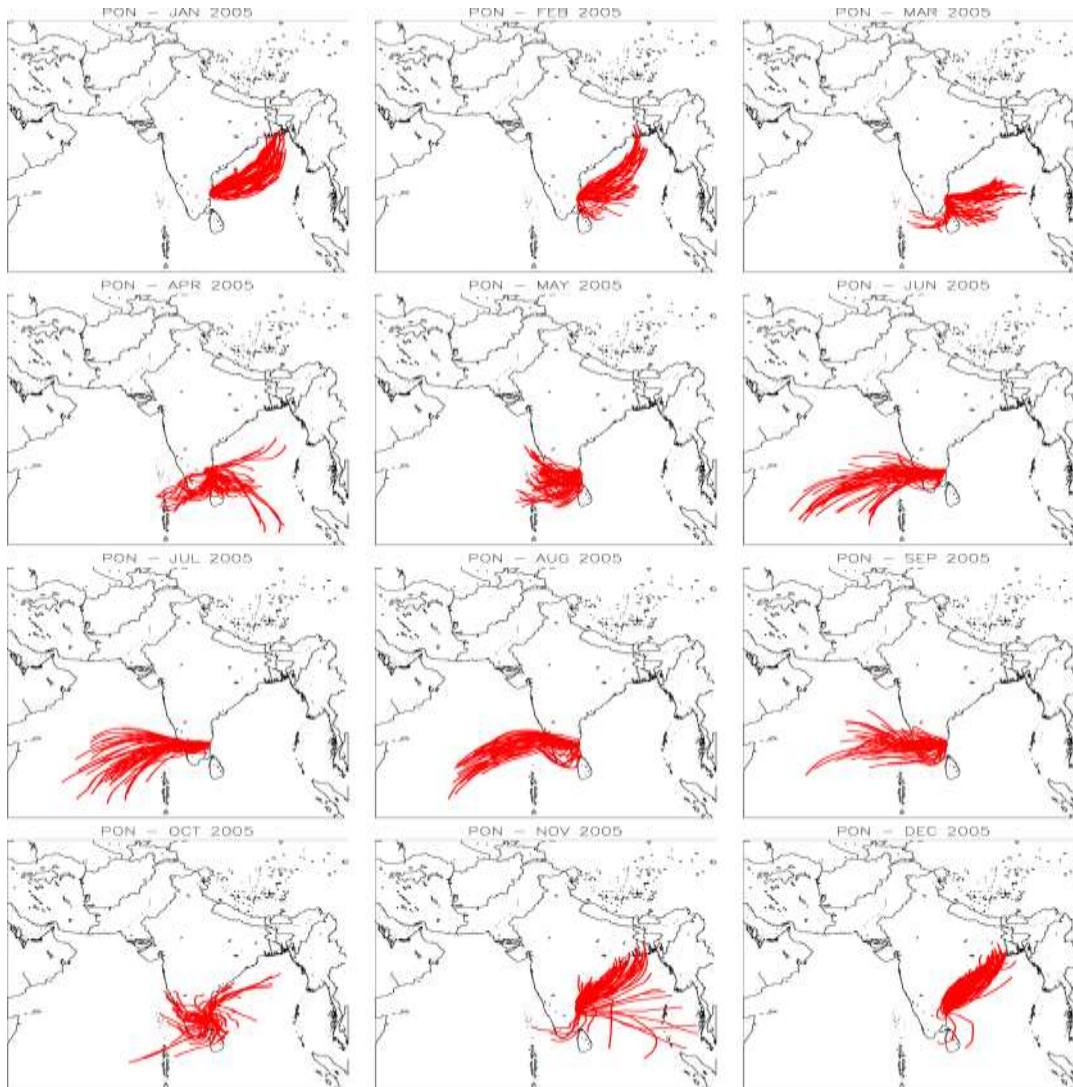 PON - JAN 2005
PON - FEB 2005
PON - MAR 2005
PON - APR 2005
PON - MAY 2005
PON - JUN 2005
PON - JUL 2005
PON - AUG 2005
PON - SEP 2005
PON - OCT 2005
PON - NOV 2005
PON - DEC 2005